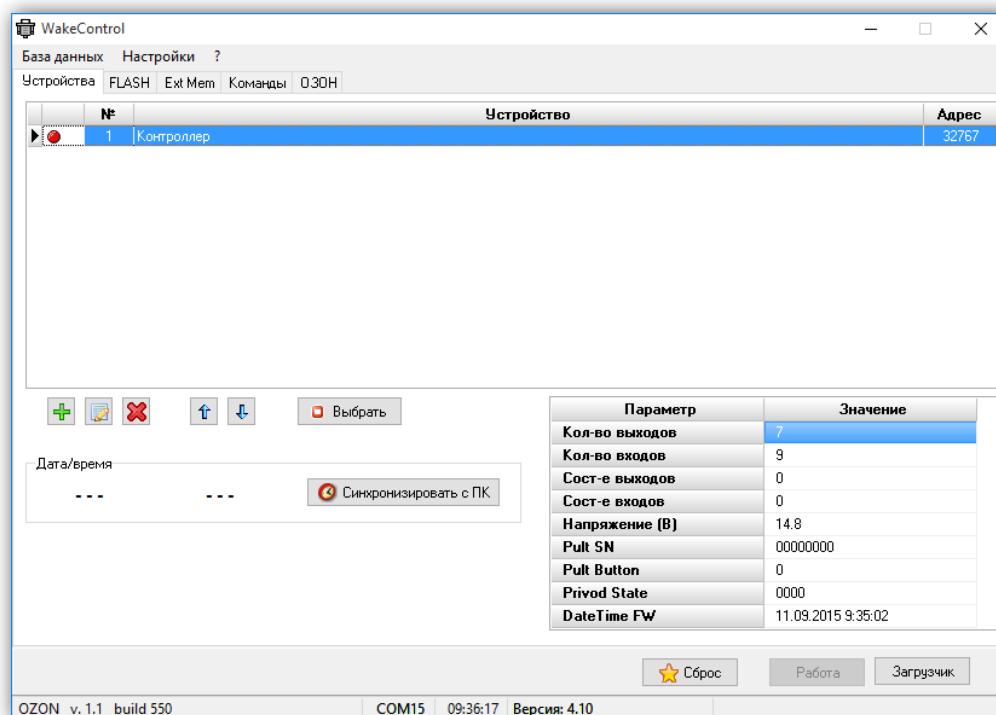 WakeControl
База данных Настройки ?
Устройства FLASH Ext Mem Команды ОЗОН
№ Устройство Адрес
1 Контроллер 32767
Выбрать
Дата/время
--- ---
Синхронизировать с ПК
Параметр Значение
Кол-во выходов 7
Кол-во входов 9
Сост-е выходов 0
Сост-е входов 0
Напряжение (В) 14.8
Pult SN 00000000
Pult Button 0
Privod State 0000
DateTime FW 11.09.2015 9:35:02
Сброс Работа Загрузчик
OZON v. 1.1 build 550 COM15 09:36:17 Версия: 4.10